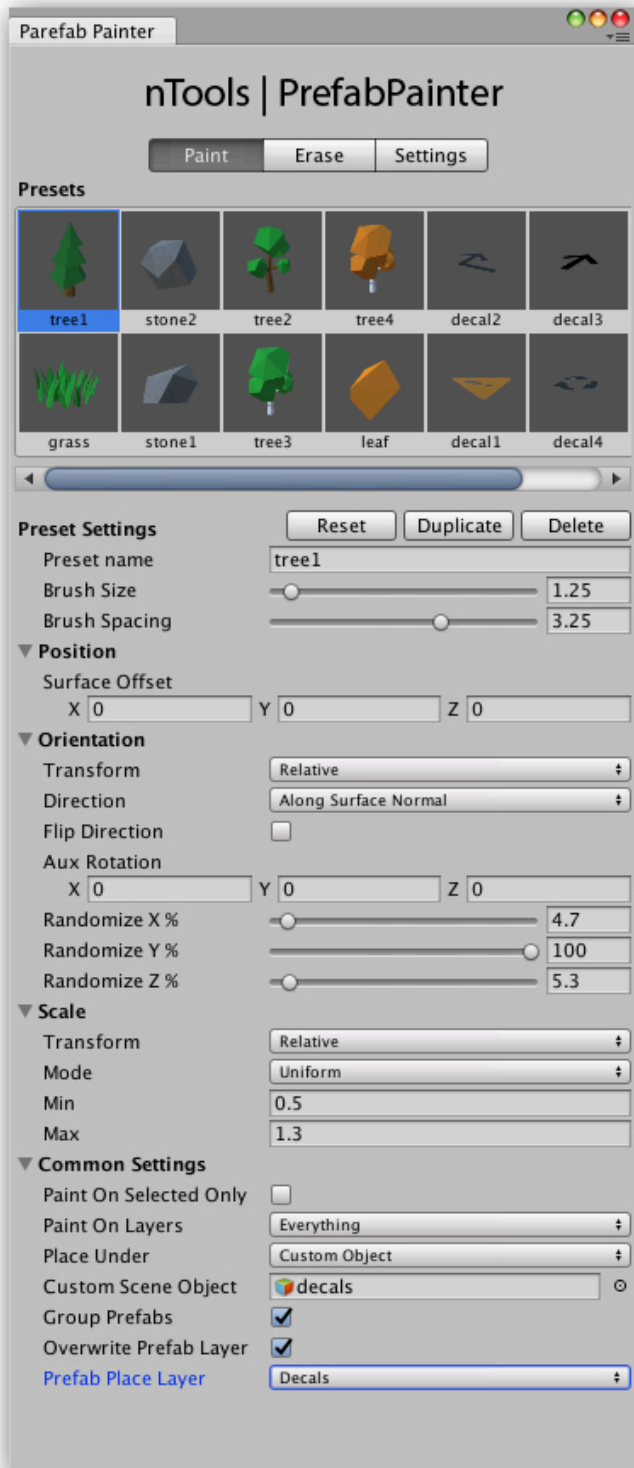 Parefab Painter
nTools | PrefabPainter
Paint Erase Settings
Presets
tree1 stone2 tree2 tree4 decal2 decal3
grass stone1 tree3 leaf decal1 decal4
Preset Settings Reset Duplicate Delete
Preset name tree1
Brush Size 1.25
Brush Spacing 3.25
Position
Surface Offset
X 0 Y 0 Z 0
Orientation
Transform Relative
Direction Along Surface Normal
Flip Direction
Aux Rotation
X 0 Y 0 Z 0
Randomize X % 4.7
Randomize Y % 100
Randomize Z % 5.3
Scale
Transform Relative
Mode Uniform
Min 0.5
Max 1.3
Common Settings
Paint On Selected Only
Paint On Layers Everything
Place Under Custom Object
Custom Scene Object decals
Group Prefabs
Overwrite Prefab Layer
Prefab Place Layer Decals